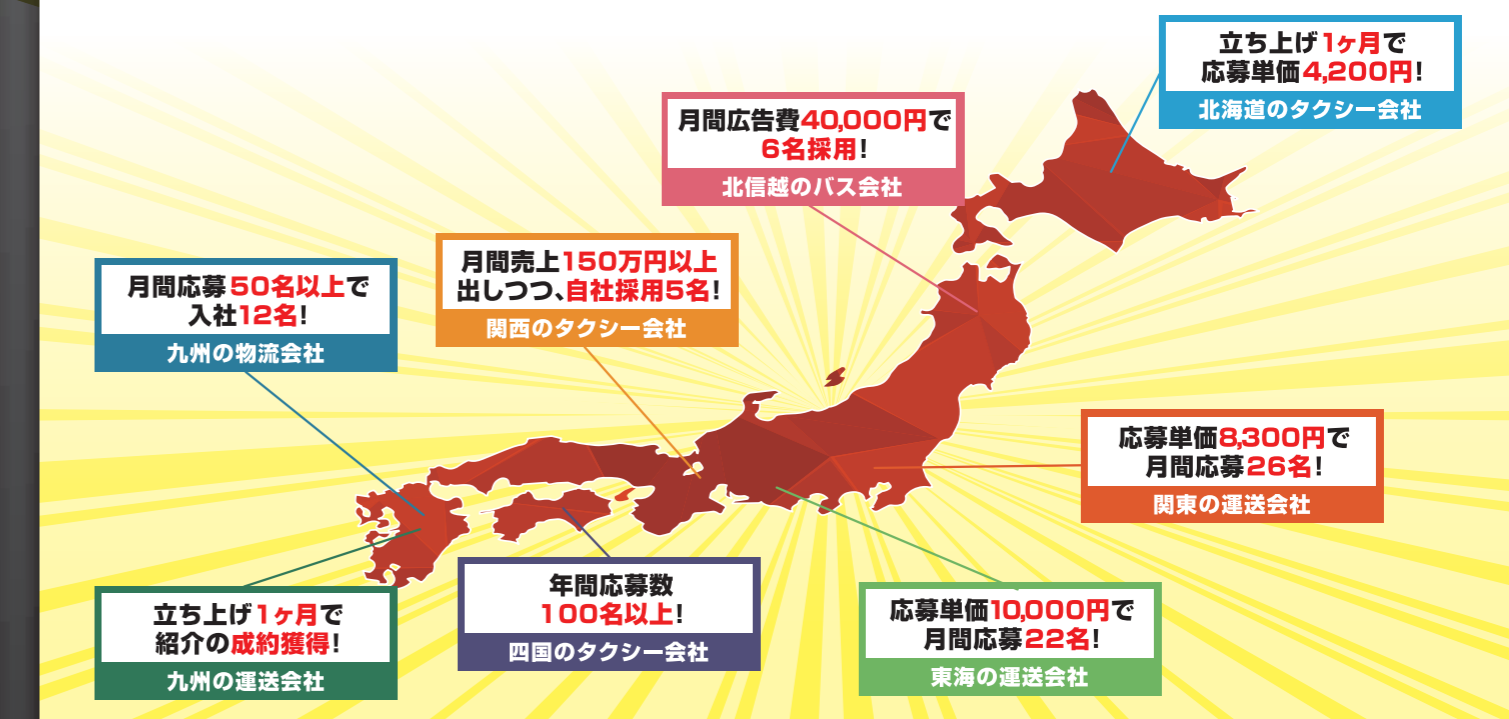 立ち上げ1ヶ月で
応募単価4,200円!
北海道のタクシー会社
月間広告費40,000円で
6名採用!
北信越のバス会社
月間売上150万円以上
出しつつ、自社採用5名!
関西のタクシー会社
月間応募50名以上で
入社12名!
九州の物流会社
応募単価8,300円で
月間応募26名!
関東の運送会社
立ち上げ1ヶ月で
紹介の成約獲得!
九州の運送会社
年間応募数
100名以上!
四国のタクシー会社
応募単価10,000円で
月間応募22名!
東海の運送会社